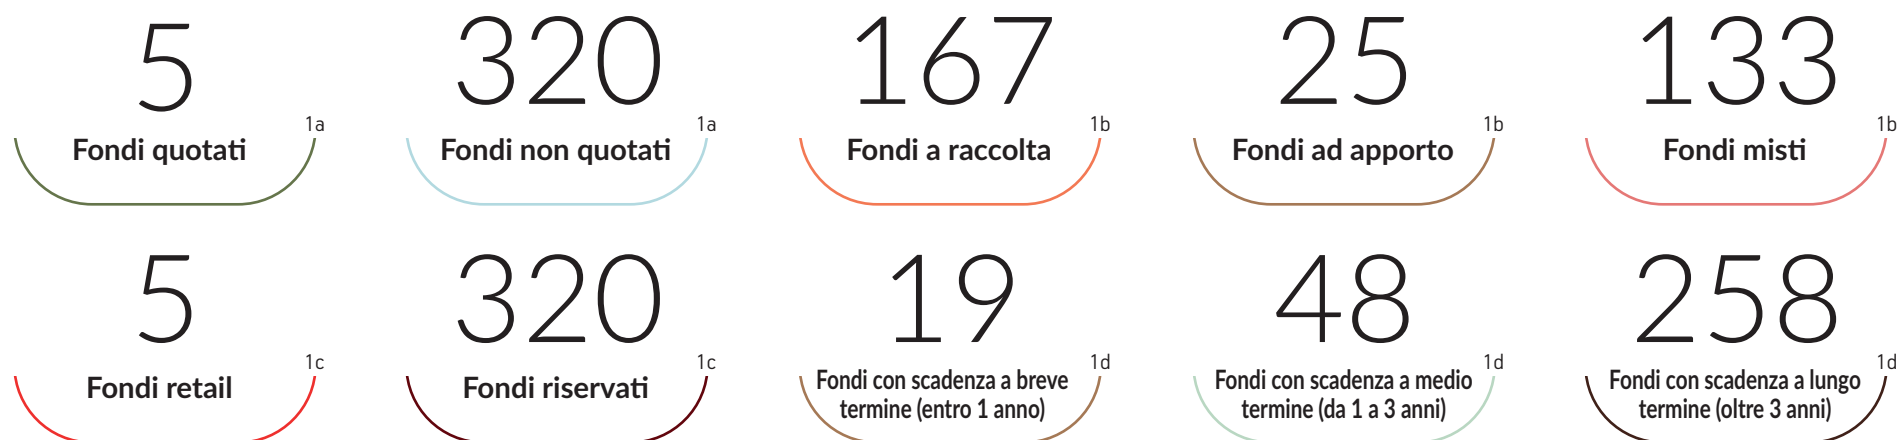 5
1a
Fondi quotati
320
1a
Fondi non quotati
167
1b
Fondi a raccolta
25
1b
Fondi ad apporto
133
1b
Fondi misti
5
1c
Fondi retail
320
1c
Fondi riservati
19
1d
Fondi con scadenza a breve
termine (entro 1 anno)
48
1d
Fondi con scadenza a medio
termine (da 1 a 3 anni)
258
1d
Fondi con scadenza a lungo
termine (oltre 3 anni)